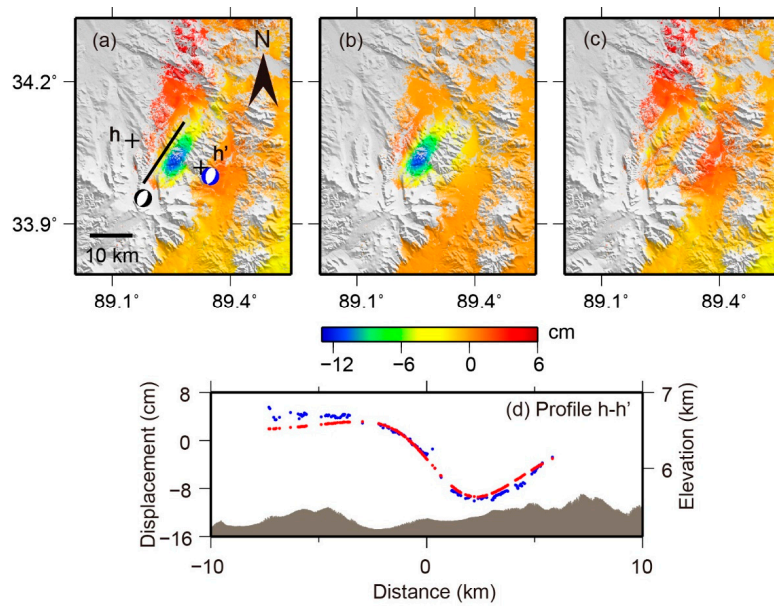 (a) N (b) (c)
34.2°
h h'
33.9°
10 km
89.1° 89.4° 89.1° 89.4° 89.1° 89.4°
cm
−12 −6 0 6
8 (d) Profile h-h’ 7
0
6
−8
−16
Displacement (cm)
Elevation (km)
−10 0 10
Distance (km)